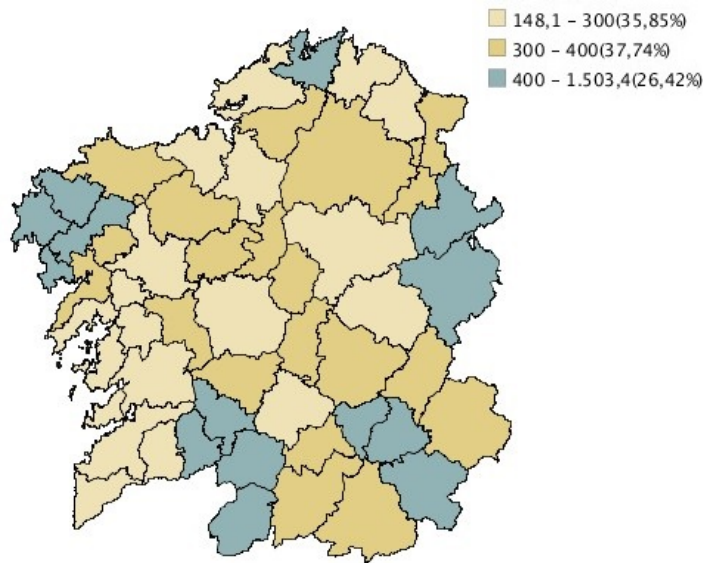 148,1 – 300(35,85%)
300 – 400(37,74%)
400 – 1.503,4(26,42%)